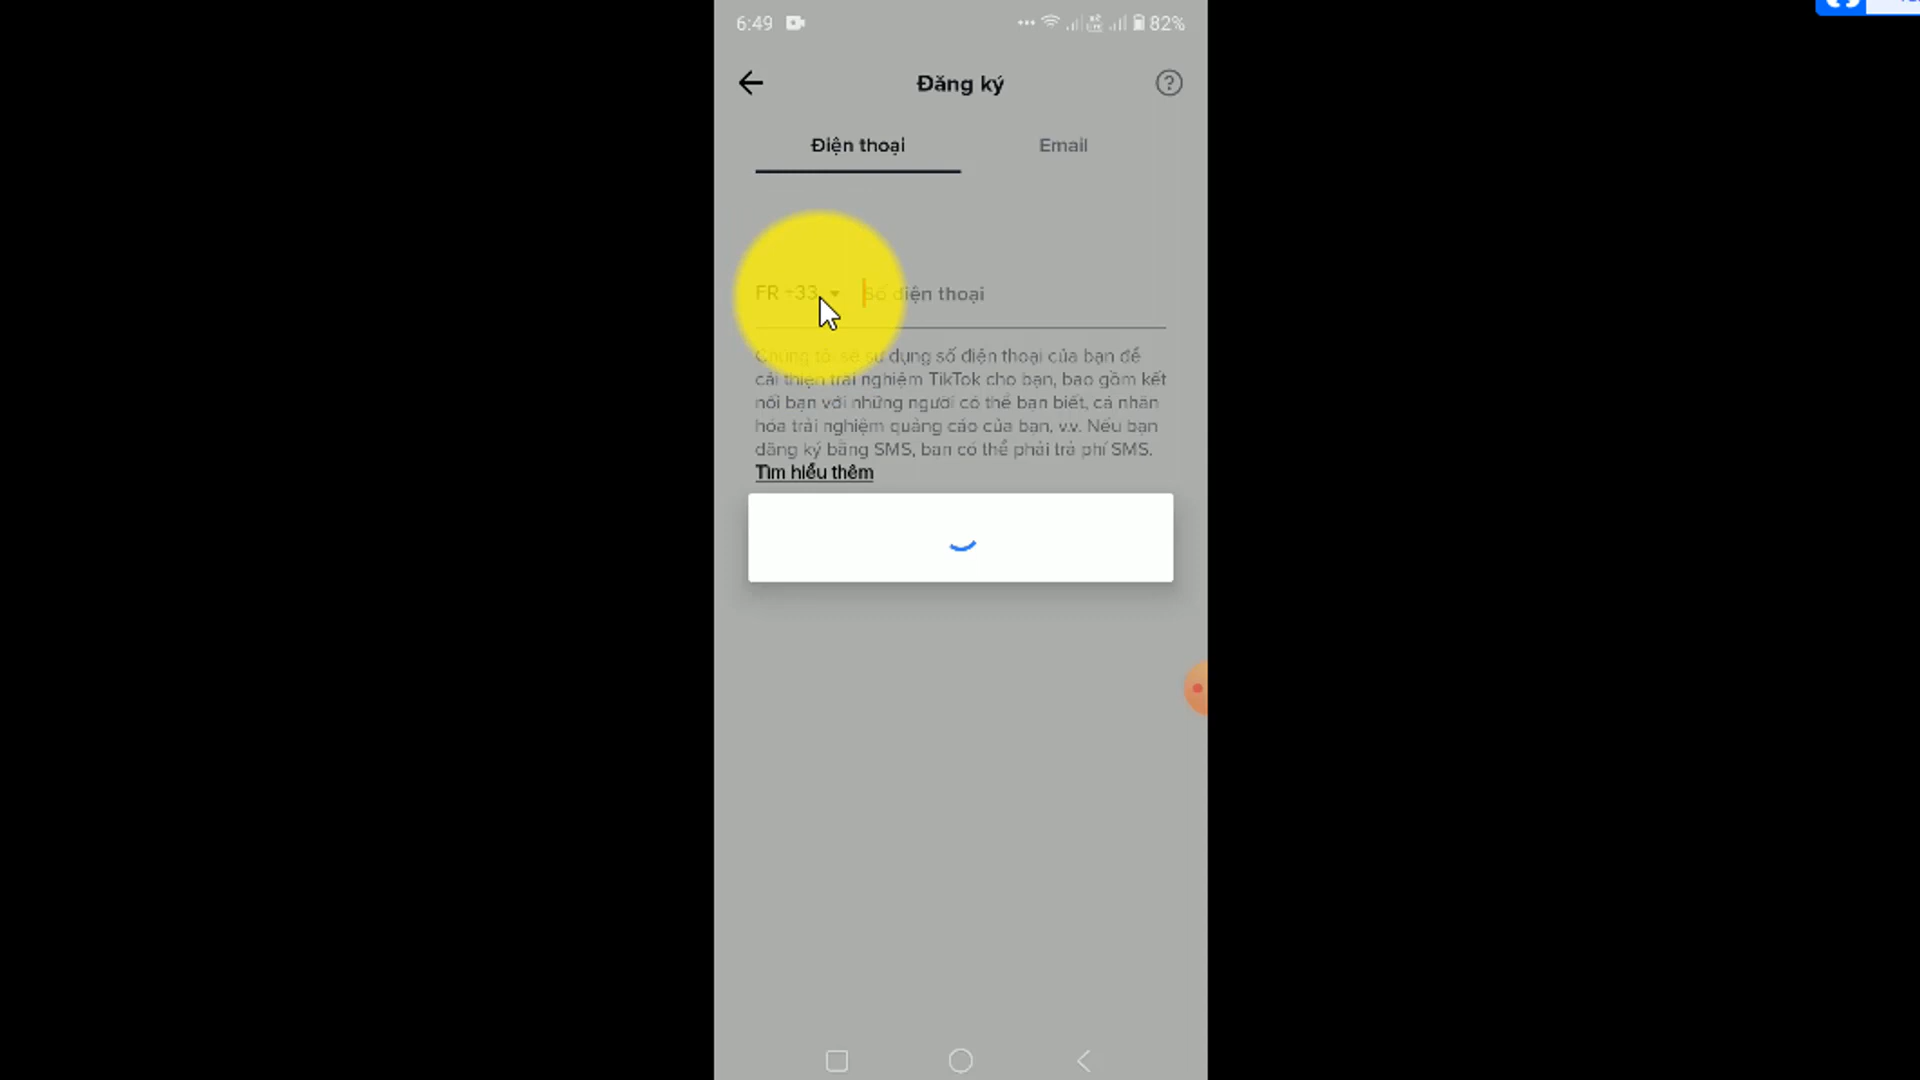 6:49
82%
Đăng ký
Điện thoại
Email
FR +33
Số điện thoại
Chúng tôi sẽ sử dụng số điện thoại của bạn để
cải thiện trải nghiệm TikTok cho bạn, bao gồm kết
nối bạn với những người có thể bạn biết, cá nhân
hóa trải nghiệm quảng cáo của bạn, v.v. Nếu bạn
đăng ký bằng SMS, bạn có thể phải trả phí SMS.
Tìm hiểu thêm